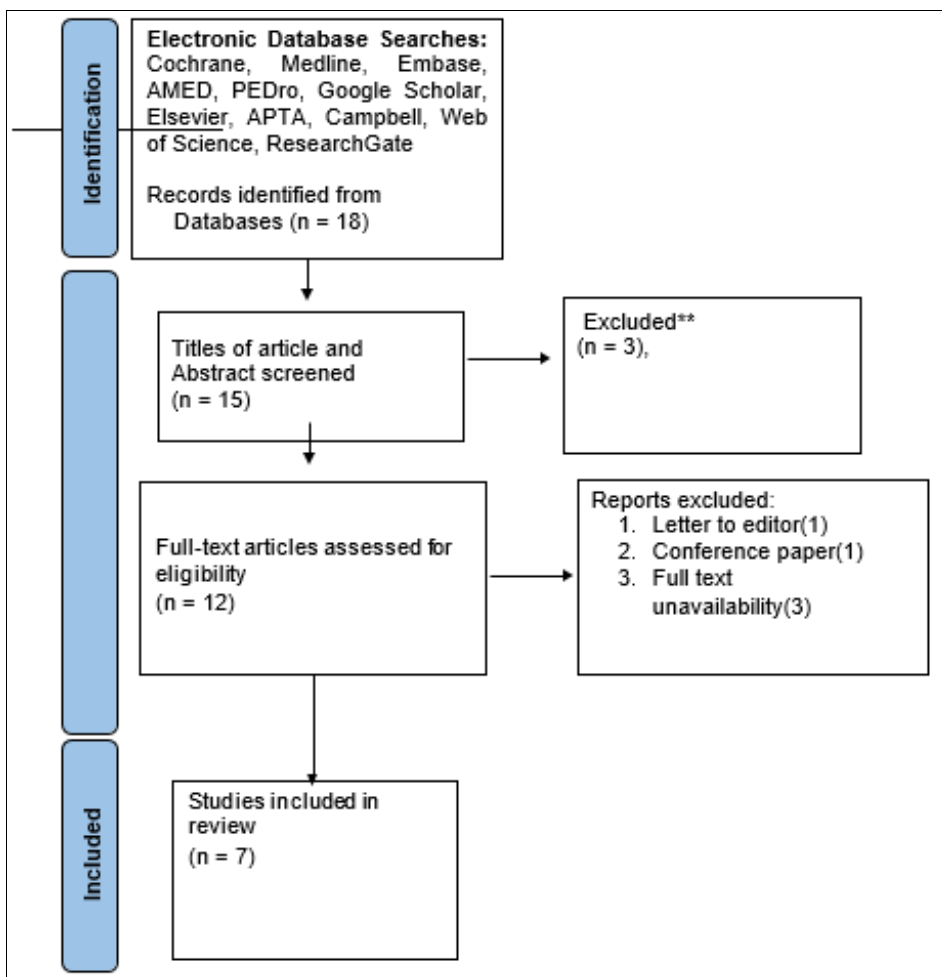 Identification
Electronic Database Searches:
Cochrane, Medline, Embase,
AMED, PEDro, Google Scholar,
Elsevier, APTA, Campbell, Web
of Science, ResearchGate
Records identified from
Databases (n = 18)
Titles of article and
Abstract screened
(n = 15)
Excluded**
(n = 3),
Full-text articles assessed for
eligibility
(n = 12)
Reports excluded:
1. Letter to editor(1)
2. Conference paper(1)
3. Full text
unavailability(3)
Included
Studies included in
review
(n = 7)